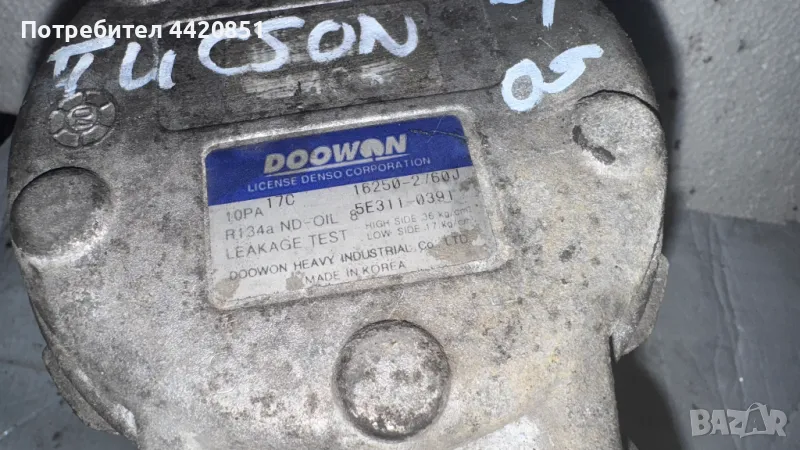 Потребител 4420851
TUCSON
05
DOOWON
LICENSE DENSO CORPORATION
10PA 17C 16250-2760J
R134a ND-OIL 8 5E311-0391
LEAKAGE TEST HIGH SIDE 36 kg/cm²
LOW SIDE 17 kg/cm²
DOOWON HEAVY INDUSTRIAL Co., LTD.
MADE IN KOREA
BAZAR